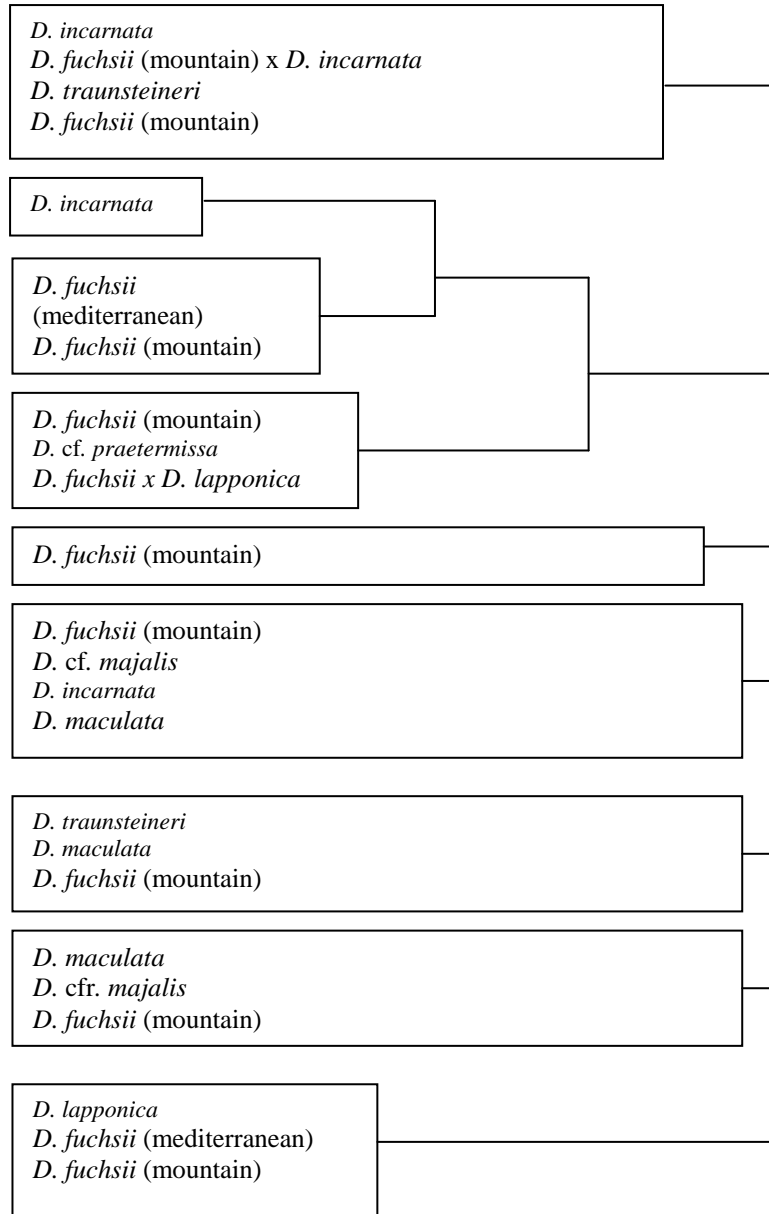 D. incarnata
D. fuchsii (mountain) x D. incarnata
D. traunsteineri
D. fuchsii (mountain)
D. incarnata
D. fuchsii
(mediterranean)
D. fuchsii (mountain)
D. fuchsii (mountain)
D. cf. praetermissa
D. fuchsii x D. lapponica
D. fuchsii (mountain)
D. fuchsii (mountain)
D. cf. majalis
D. incarnata
D. maculata
D. traunsteineri
D. maculata
D. fuchsii (mountain)
D. maculata
D. cfr. majalis
D. fuchsii (mountain)
D. lapponica
D. fuchsii (mediterranean)
D. fuchsii (mountain)